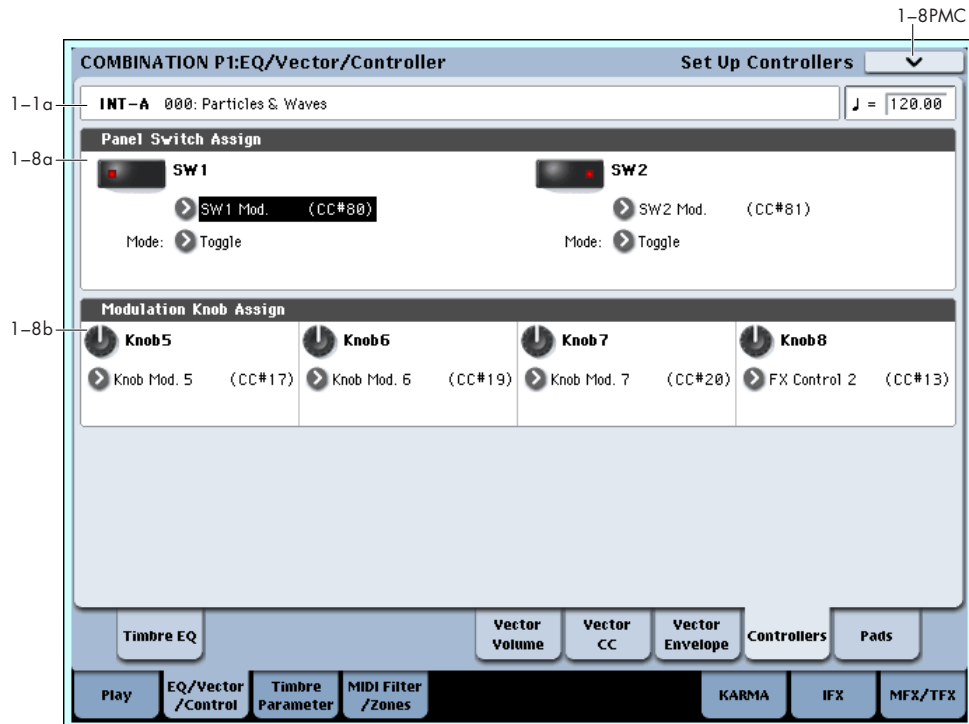 1–8PMC
COMBINATION P1:EQ/Vector/Controller Set Up Controllers
1–1a
INT-A 000: Particles & Waves ♩ = 120.00
Panel Switch Assign
1–8a
SW1 SW2
SW1 Mod. (CC#80) SW2 Mod. (CC#81)
Mode: Toggle Mode: Toggle
Modulation Knob Assign
1–8b
Knob5 Knob6 Knob7 Knob8
Knob Mod. 5 (CC#17) Knob Mod. 6 (CC#19) Knob Mod. 7 (CC#20) FX Control 2 (CC#13)
Timbre EQ Vector Volume Vector CC Vector Envelope Controllers Pads
Play EQ/Vector /Control Timbre Parameter MIDI Filter /Zones KARMA IFX MFX/TFX